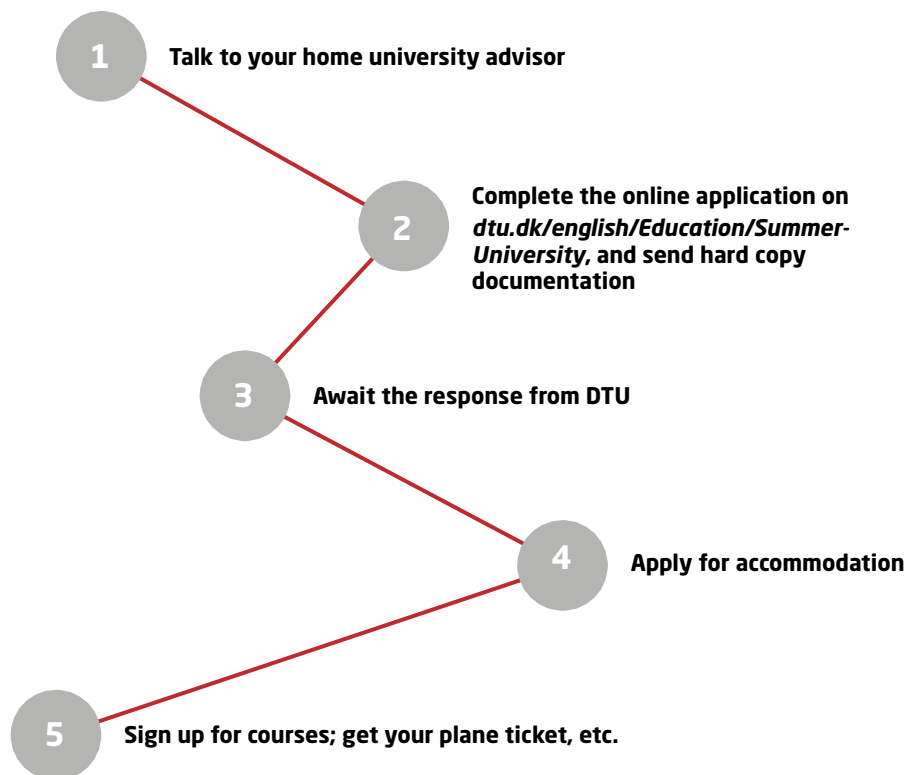 1
Talk to your home university advisor
2
Complete the online application on
dtu.dk/english/Education/Summer-
University, and send hard copy
documentation
3
Await the response from DTU
4
Apply for accommodation
5
Sign up for courses; get your plane ticket, etc.